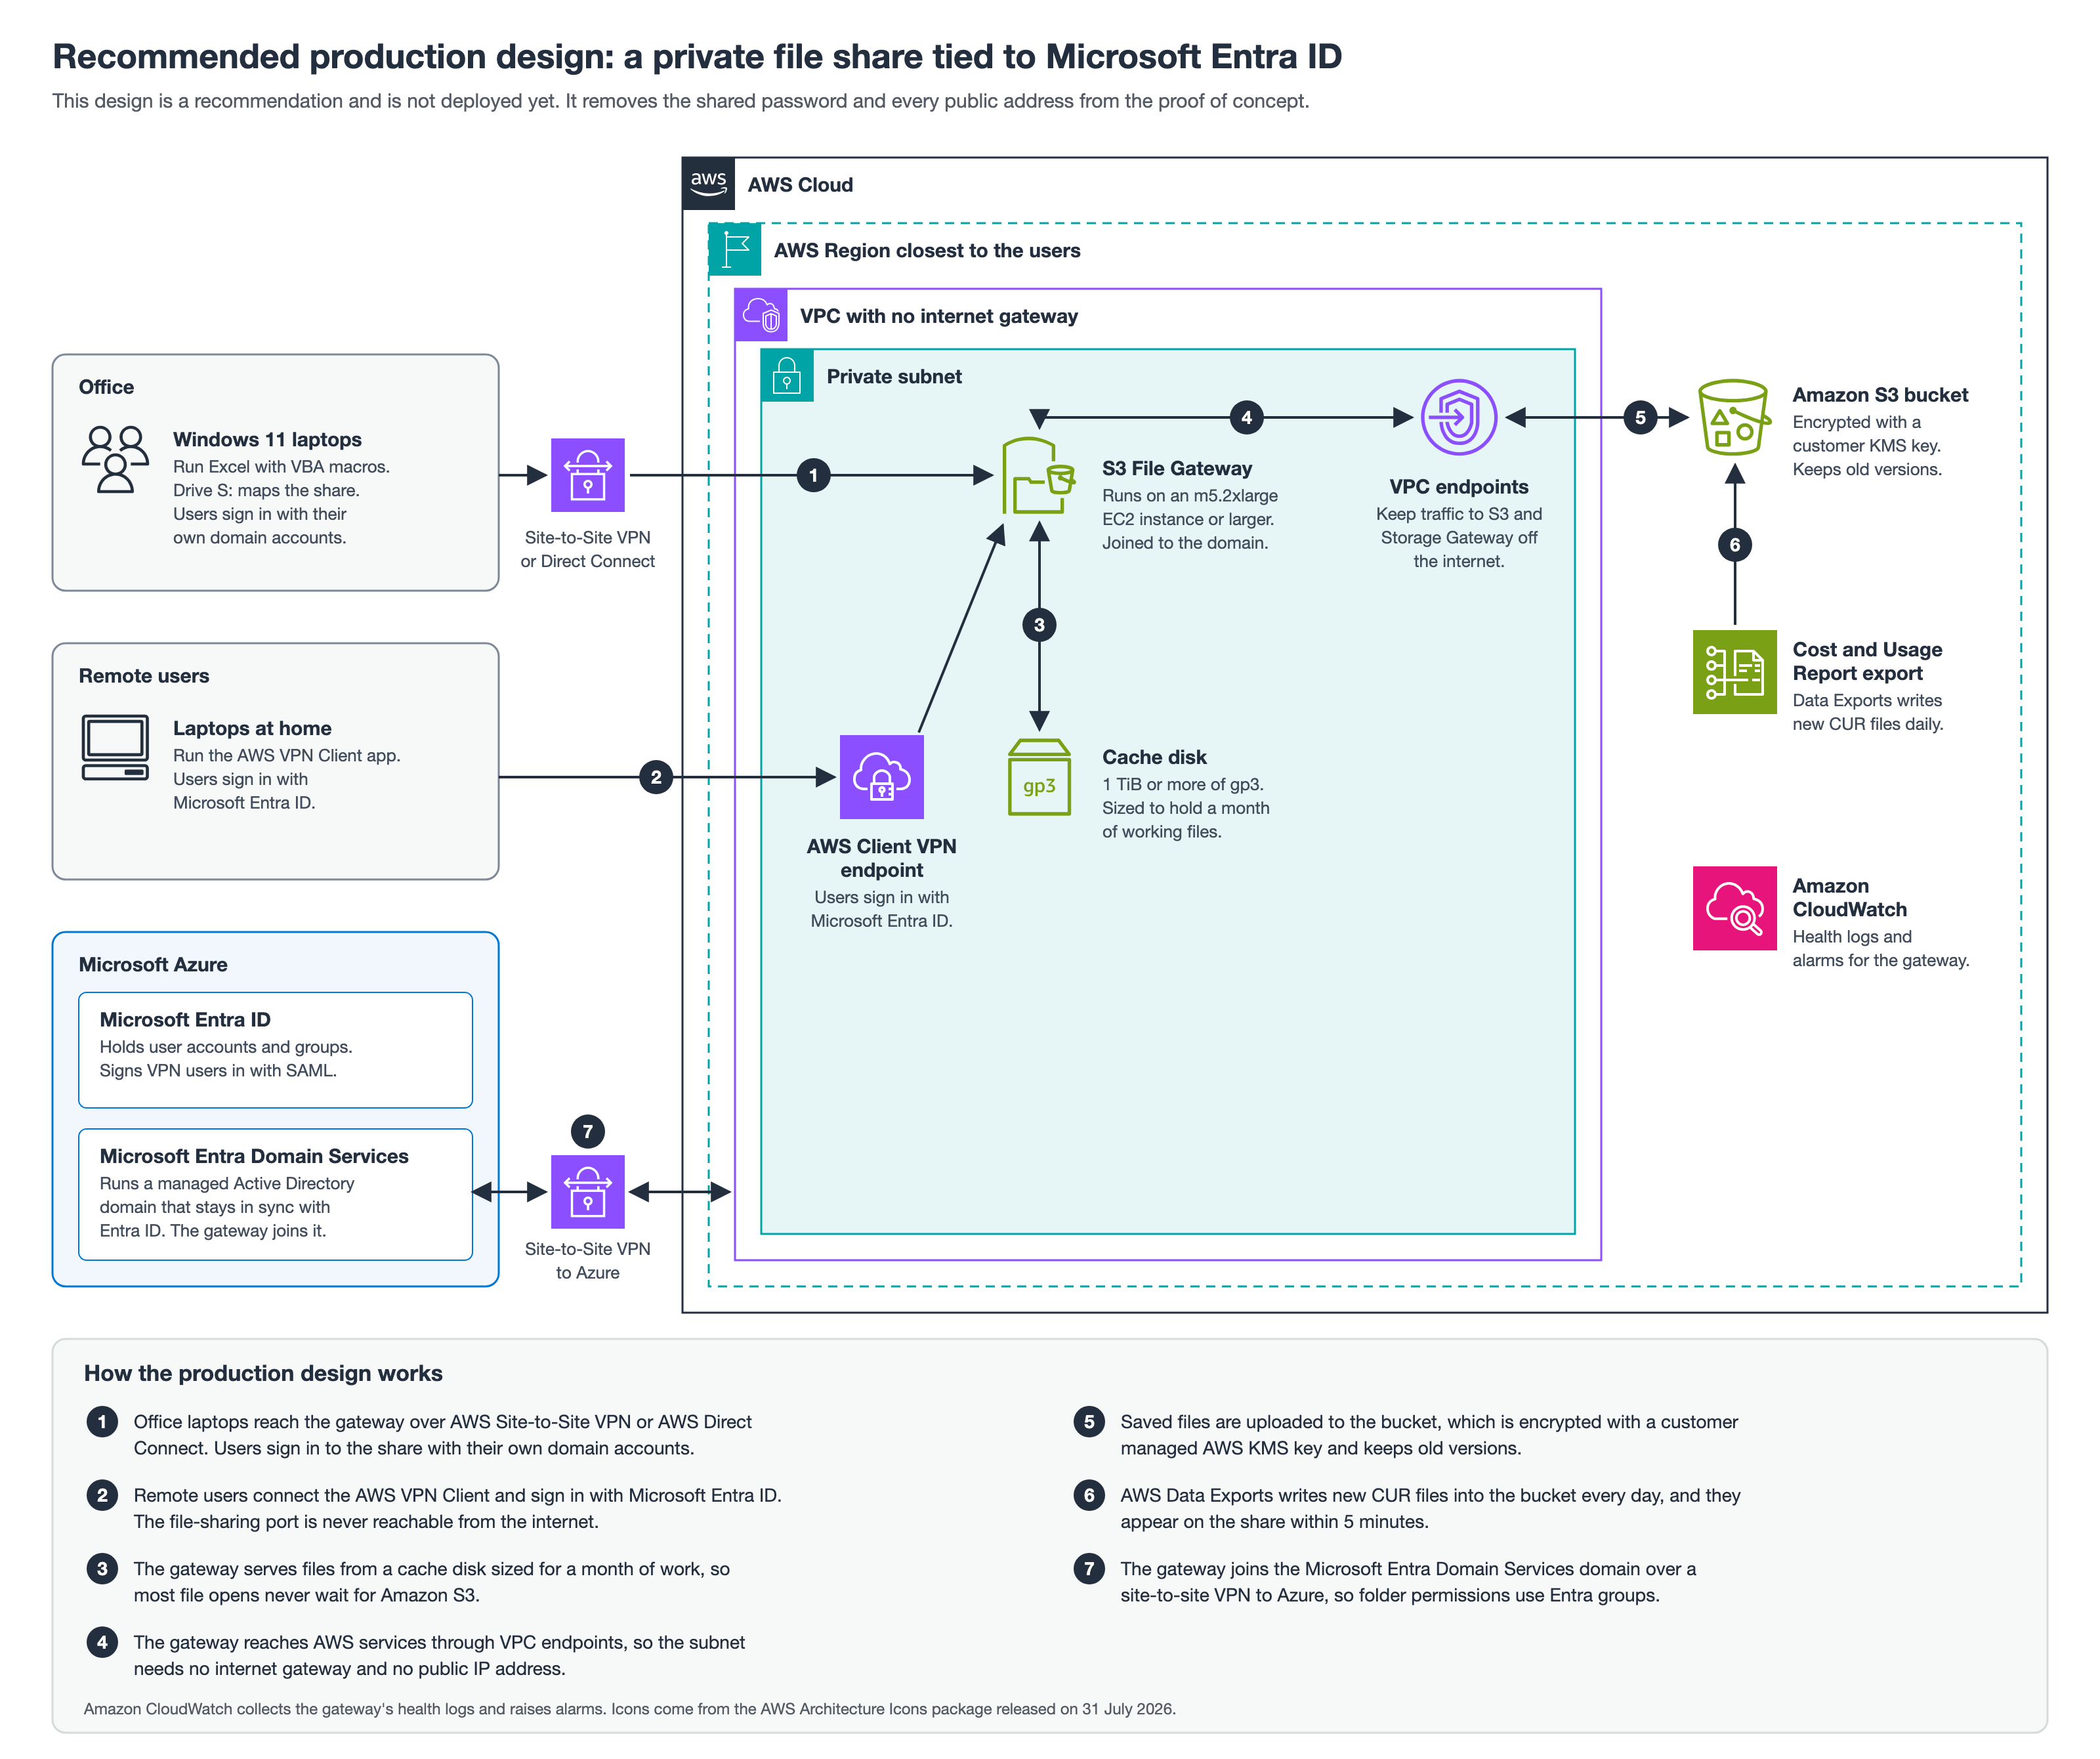 Recommended production design: a private file share tied to Microsoft Entra ID
This design is a recommendation and is not deployed yet. It removes the shared password and every public address from the proof of concept.
aws
AWS Cloud
AWS Region closest to the users
VPC with no internet gateway
Private subnet
Office
Windows 11 laptops
Run Excel with VBA macros.
Drive S: maps the share.
Users sign in with their
own domain accounts.
Site-to-Site VPN
or Direct Connect
1
S3 File Gateway
Runs on an m5.2xlarge
EC2 instance or larger.
Joined to the domain.
4
VPC endpoints
Keep traffic to S3 and
Storage Gateway off
the internet.
5
Amazon S3 bucket
Encrypted with a
customer KMS key.
Keeps old versions.
6
3
Remote users
Laptops at home
Run the AWS VPN Client app.
Users sign in with
Microsoft Entra ID.
2
AWS Client VPN
endpoint
Users sign in with
Microsoft Entra ID.
gp3
Cache disk
1 TiB or more of gp3.
Sized to hold a month
of working files.
Cost and Usage
Report export
Data Exports writes
new CUR files daily.
Amazon
CloudWatch
Health logs and
alarms for the gateway.
Microsoft Azure
Microsoft Entra ID
Holds user accounts and groups.
Signs VPN users in with SAML.
Microsoft Entra Domain Services
Runs a managed Active Directory
domain that stays in sync with
Entra ID. The gateway joins it.
7
Site-to-Site VPN
to Azure
How the production design works
1
Office laptops reach the gateway over AWS Site-to-Site VPN or AWS Direct
Connect. Users sign in to the share with their own domain accounts.
2
Remote users connect the AWS VPN Client and sign in with Microsoft Entra ID.
The file-sharing port is never reachable from the internet.
3
The gateway serves files from a cache disk sized for a month of work, so
most file opens never wait for Amazon S3.
4
The gateway reaches AWS services through VPC endpoints, so the subnet
needs no internet gateway and no public IP address.
5
Saved files are uploaded to the bucket, which is encrypted with a customer
managed AWS KMS key and keeps old versions.
6
AWS Data Exports writes new CUR files into the bucket every day, and they
appear on the share within 5 minutes.
7
The gateway joins the Microsoft Entra Domain Services domain over a
site-to-site VPN to Azure, so folder permissions use Entra groups.
Amazon CloudWatch collects the gateway's health logs and raises alarms. Icons come from the AWS Architecture Icons package released on 31 July 2026.